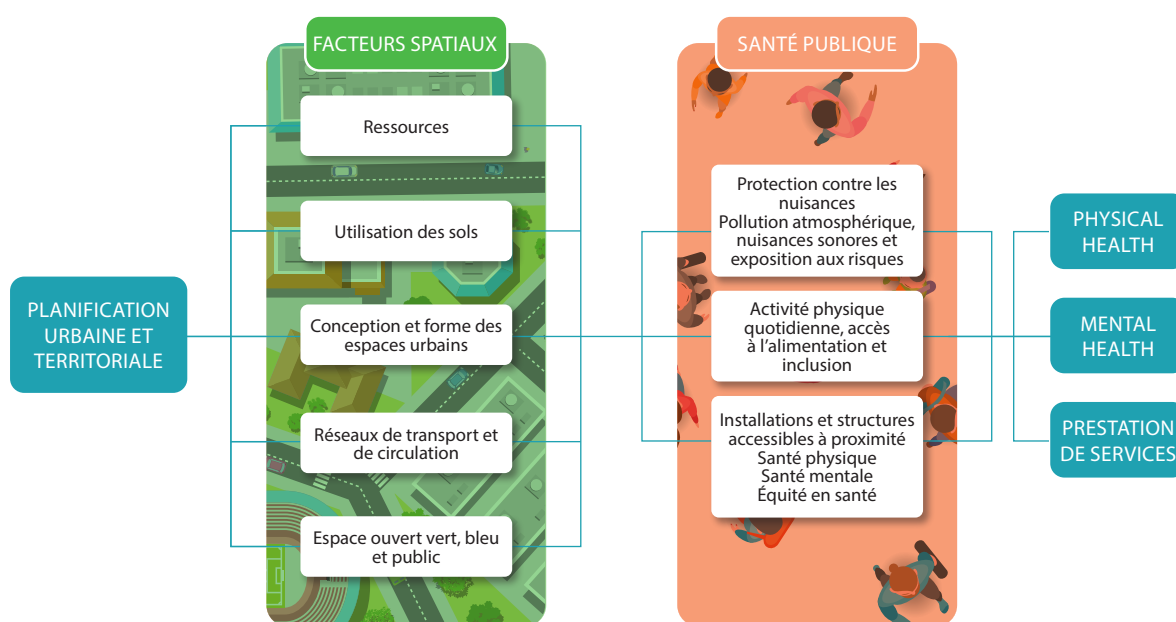 FACTEURS SPATIAUX
SANTÉ PUBLIQUE
PLANIFICATION
URBAINE ET
TERRITORIALE
Ressources
Utilisation des sols
Conception et forme des
espaces urbains
Réseaux de transport et
de circulation
Espace ouvert vert, bleu
et public
Protection contre les
nuisances
Pollution atmosphérique,
nuisances sonores et
exposition aux risques
Activité physique
quotidienne, accès
à l’alimentation et
inclusion
Installations et structures
accessibles à proximité
Santé physique
Santé mentale
Équité en santé
PHYSICAL
HEALTH
MENTAL
HEALTH
PRESTATION
DE SERVICES